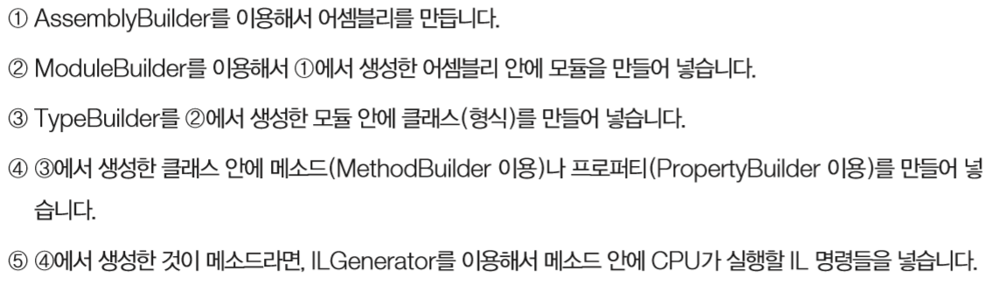 ① AssemblyBuilder를 이용해서 어셈블리를 만듭니다.
② ModuleBuilder를 이용해서 ①에서 생성한 어셈블리 안에 모듈을 만들어 넣습니다.
③ TypeBuilder를 ②에서 생성한 모듈 안에 클래스(형식)를 만들어 넣습니다.
④ ③에서 생성한 클래스 안에 메소드(MethodBuilder 이용)나 프로퍼티(PropertyBuilder 이용)를 만들어 넣
습니다.
⑤ ④에서 생성한 것이 메소드라면, ILGenerator를 이용해서 메소드 안에 CPU가 실행할 IL 명령들을 넣습니다.